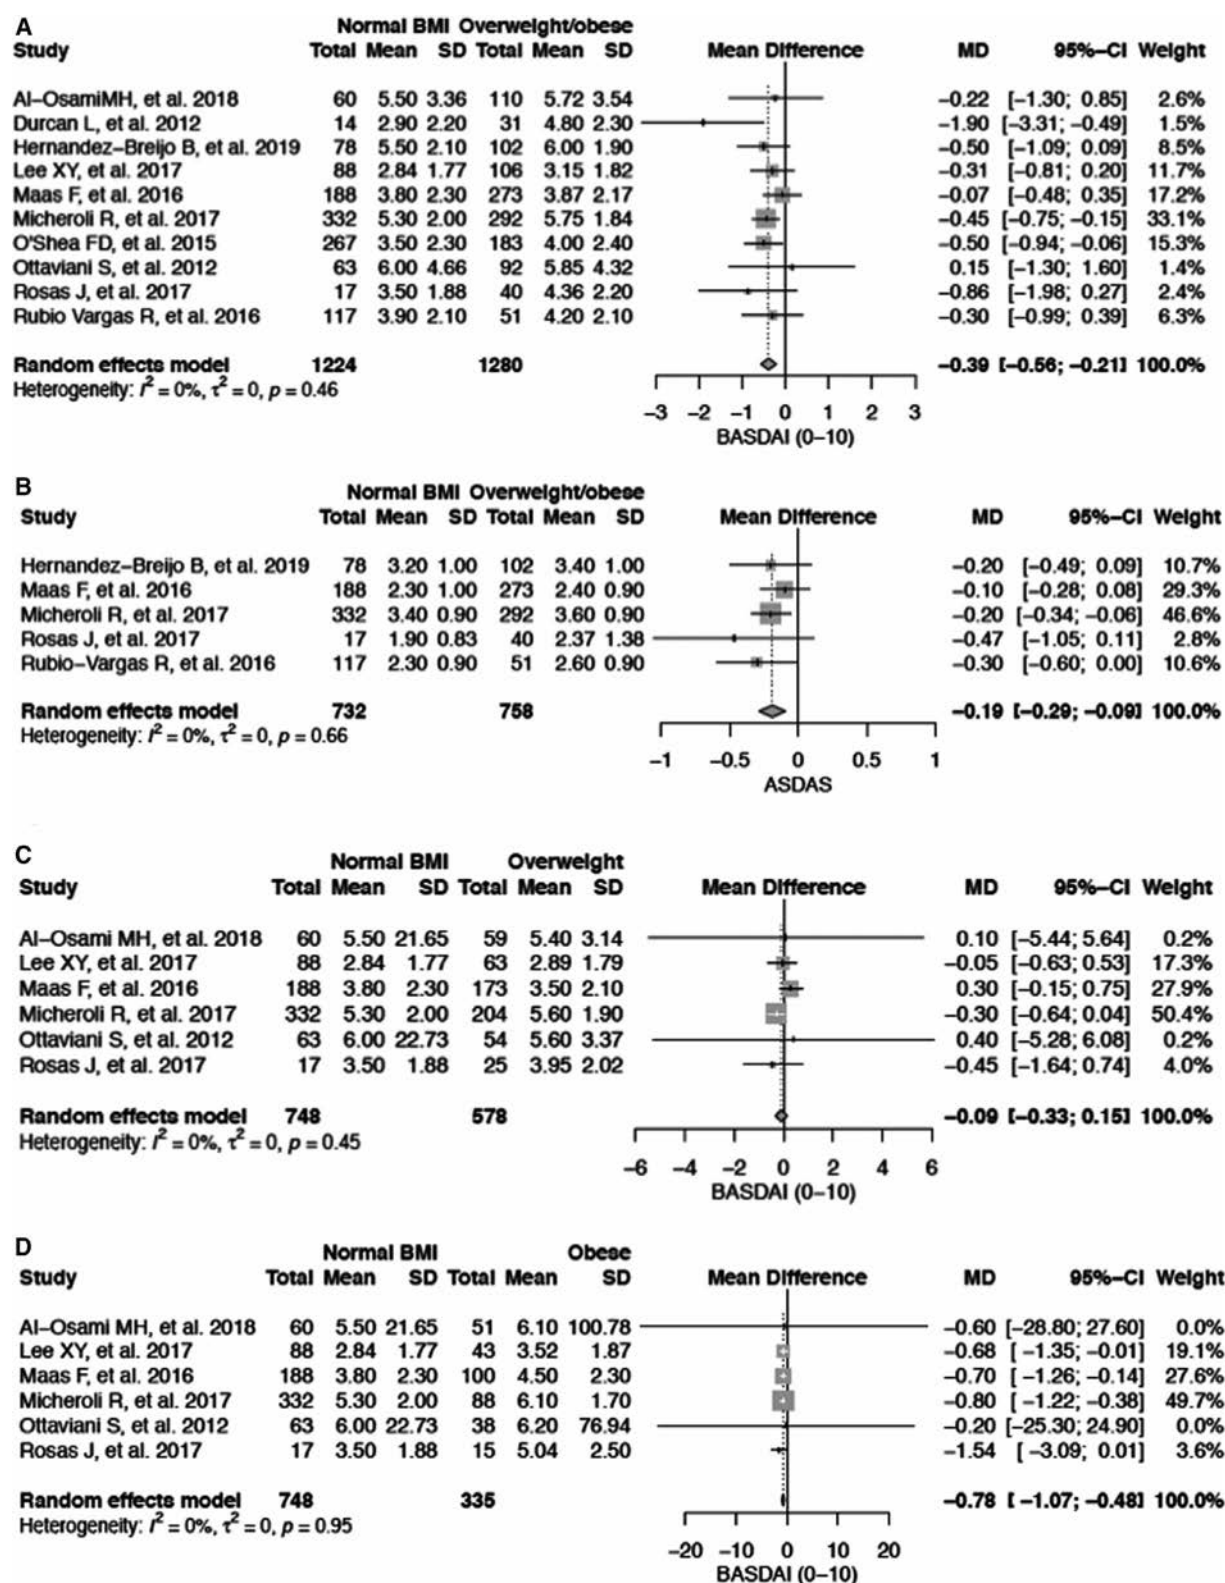 A
Normal BMI Overweight/obese
Study Total Mean SD Total Mean SD Mean Difference MD 95%–CI Weight
Al–OsamiMH, et al. 2018 60 5.50 3.36 110 5.72 3.54 –0.22 [–1.30; 0.85] 2.6%
Durcan L, et al. 2012 14 2.90 2.20 31 4.80 2.30 –1.90 [–3.31; –0.49] 1.5%
Hernandez–Breijo B, et al. 2019 78 5.50 2.10 102 6.00 1.90 –0.50 [–1.09; 0.09] 8.5%
Lee XY, et al. 2017 88 2.84 1.77 106 3.15 1.82 –0.31 [–0.81; 0.20] 11.7%
Maas F, et al. 2016 188 3.80 2.30 273 3.87 2.17 –0.07 [–0.48; 0.35] 17.2%
Micheroli R, et al. 2017 332 5.30 2.00 292 5.75 1.84 –0.45 [–0.75; –0.15] 33.1%
O'Shea FD, et al. 2015 267 3.50 2.30 183 4.00 2.40 –0.50 [–0.94; –0.06] 15.3%
Ottaviani S, et al. 2012 63 6.00 4.66 92 5.85 4.32 0.15 [–1.30; 1.60] 1.4%
Rosas J, et al. 2017 17 3.50 1.88 40 4.36 2.20 –0.86 [–1.98; 0.27] 2.4%
Rubio Vargas R, et al. 2016 117 3.90 2.10 51 4.20 2.10 –0.30 [–0.99; 0.39] 6.3%
Random effects model 1224 1280 –0.39 [–0.56; –0.21] 100.0%
Heterogeneity: I² = 0%, τ² = 0, p = 0.46
–3 –2 –1 0 1 2 3
BASDAI (0–10)
B
Normal BMI Overweight/obese
Study Total Mean SD Total Mean SD Mean Difference MD 95%–CI Weight
Hernandez–Breijo B, et al. 2019 78 3.20 1.00 102 3.40 1.00 –0.20 [–0.49; 0.09] 10.7%
Maas F, et al. 2016 188 2.30 1.00 273 2.40 0.90 –0.10 [–0.28; 0.08] 29.3%
Micheroli R, et al. 2017 332 3.40 0.90 292 3.60 0.90 –0.20 [–0.34; –0.06] 46.6%
Rosas J, et al. 2017 17 1.90 0.83 40 2.37 1.38 –0.47 [–1.05; 0.11] 2.8%
Rubio–Vargas R, et al. 2016 117 2.30 0.90 51 2.60 0.90 –0.30 [–0.60; 0.00] 10.6%
Random effects model 732 758 –0.19 [–0.29; –0.09] 100.0%
Heterogeneity: I² = 0%, τ² = 0, p = 0.66
–1 –0.5 0 0.5 1
ASDAS
C
Normal BMI Overweight
Study Total Mean SD Total Mean SD Mean Difference MD 95%–CI Weight
Al–Osami MH, et al. 2018 60 5.50 21.65 59 5.40 3.14 0.10 [–5.44; 5.64] 0.2%
Lee XY, et al. 2017 88 2.84 1.77 63 2.89 1.79 –0.05 [–0.63; 0.53] 17.3%
Maas F, et al. 2016 188 3.80 2.30 173 3.50 2.10 0.30 [–0.15; 0.75] 27.9%
Micheroli R, et al. 2017 332 5.30 2.00 204 5.60 1.90 –0.30 [–0.64; 0.04] 50.4%
Ottaviani S, et al. 2012 63 6.00 22.73 54 5.60 3.37 0.40 [–5.28; 6.08] 0.2%
Rosas J, et al. 2017 17 3.50 1.88 25 3.95 2.02 –0.45 [–1.64; 0.74] 4.0%
Random effects model 748 578 –0.09 [–0.33; 0.15] 100.0%
Heterogeneity: I² = 0%, τ² = 0, p = 0.45
–6 –4 –2 0 2 4 6
BASDAI (0–10)
D
Normal BMI Obese
Study Total Mean SD Total Mean SD Mean Difference MD 95%–CI Weight
Al–Osami MH, et al. 2018 60 5.50 21.65 51 6.10 100.78 –0.60 [–28.80; 27.60] 0.0%
Lee XY, et al. 2017 88 2.84 1.77 43 3.52 1.87 –0.68 [ –1.35; –0.01] 19.1%
Maas F, et al. 2016 188 3.80 2.30 100 4.50 2.30 –0.70 [ –1.26; –0.14] 27.6%
Micheroli R, et al. 2017 332 5.30 2.00 88 6.10 1.70 –0.80 [ –1.22; –0.38] 49.7%
Ottaviani S, et al. 2012 63 6.00 22.73 38 6.20 76.94 –0.20 [–25.30; 24.90] 0.0%
Rosas J, et al. 2017 17 3.50 1.88 15 5.04 2.50 –1.54 [ –3.09; 0.01] 3.6%
Random effects model 748 335 –0.78 [ –1.07; –0.48] 100.0%
Heterogeneity: I² = 0%, τ² = 0, p = 0.95
–20 –10 0 10 20
BASDAI (0–10)